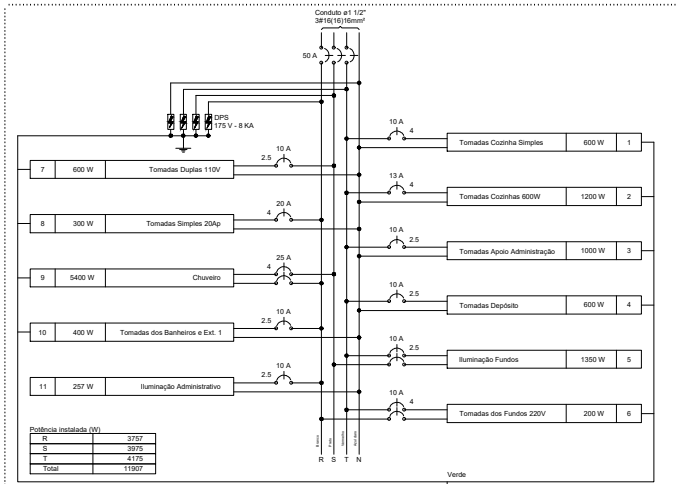 Conduto ø1 1/2"
3#16(16)16mm²
50 A
DPS
175 V - 8 KA
10 A
4
Tomadas Cozinha Simples 600 W 1
10 A
2.5
7 600 W Tomadas Duplas 110V
13 A
4
Tomadas Cozinhas 600W 1200 W 2
20 A
4
8 300 W Tomadas Simples 20Ap
10 A
2.5
Tomadas Apoio Administração 1000 W 3
25 A
4
9 5400 W Chuveiro
10 A
2.5
Tomadas Depósito 600 W 4
10 A
2.5
10 400 W Tomadas dos Banheiros e Ext. 1
10 A
2.5
Iluminação Fundos 1350 W 5
10 A
2.5
11 257 W Iluminação Administrativo
10 A
4
Tomadas dos Fundos 220V 200 W 6
Potência instalada (W)
R 3757
S 3975
T 4175
Total 11907
R S T N
Verde